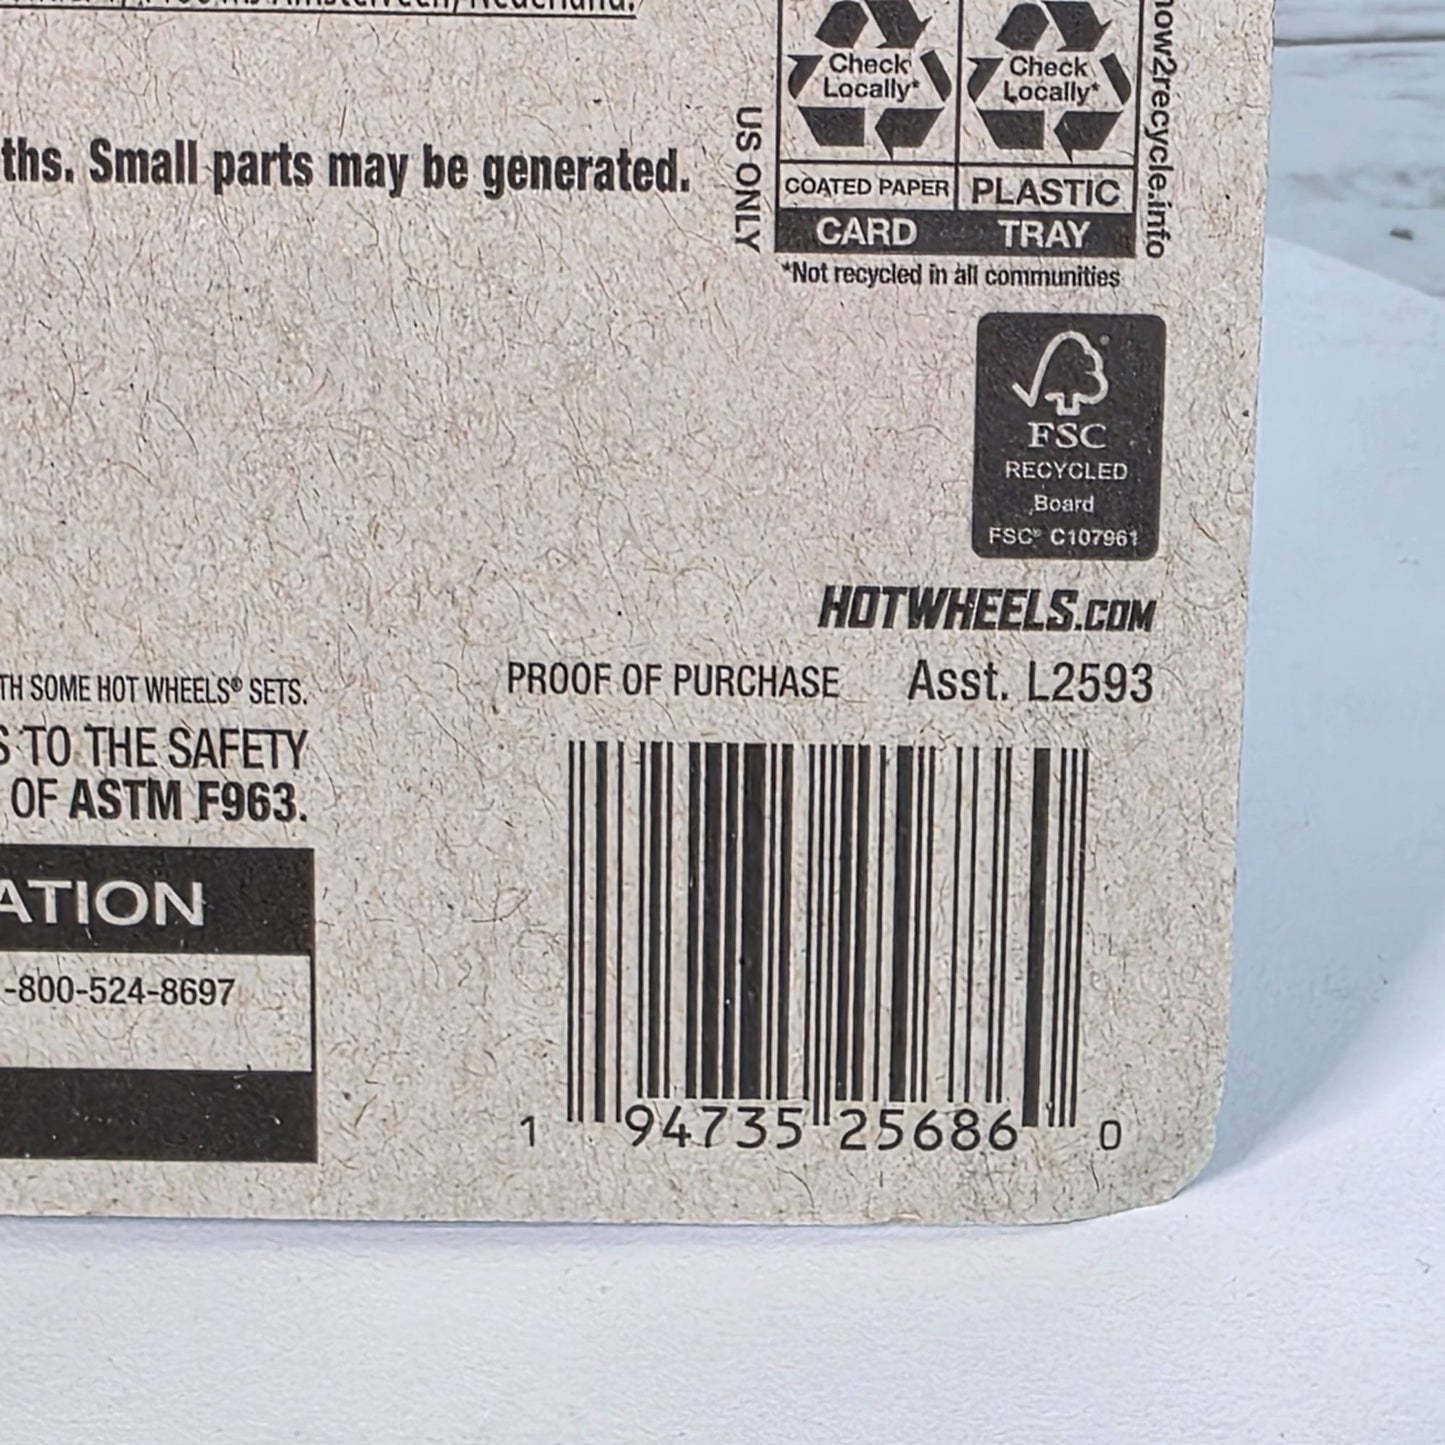 Amstelveen, Nederland.
ths. Small parts may be generated.
US ONLY
Check
Locally*
COATED PAPER
CARD
Check
Locally*
PLASTIC
TRAY
how2recycle.info
*Not recycled in all communities
FSC
RECYCLED
Board
FSC® C107961
HOTWHEELS.COM
TH SOME HOT WHEELS® SETS.
S TO THE SAFETY
OF ASTM F963.
PROOF OF PURCHASE Asst. L2593
ATION
-800-524-8697
1 94735 25686 0